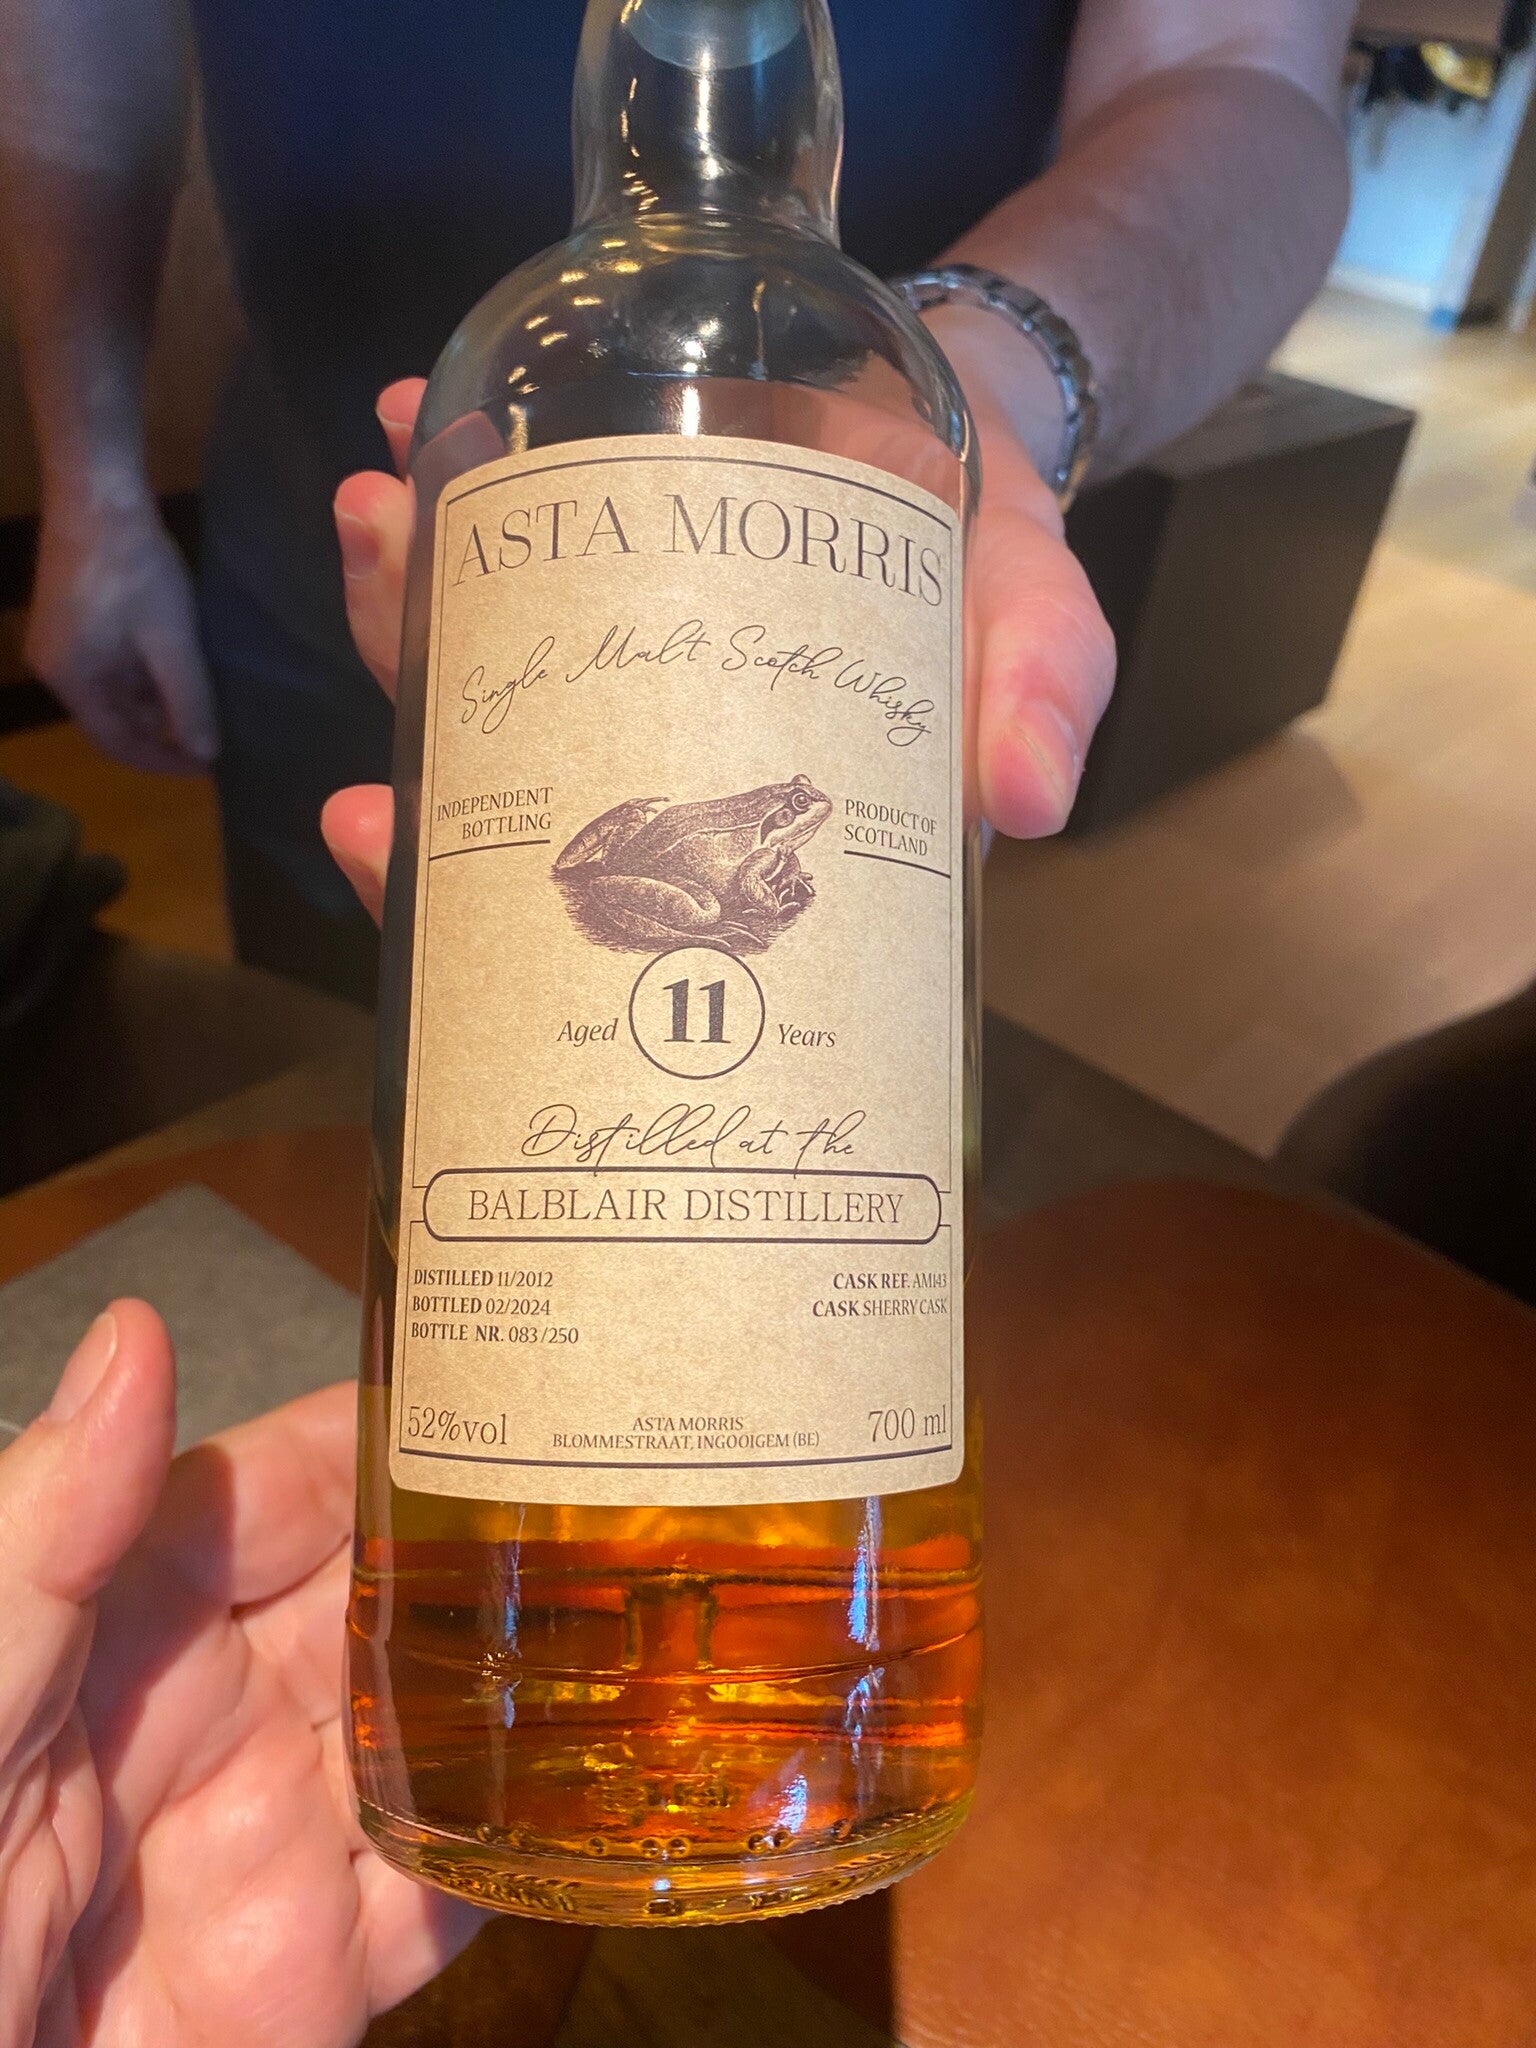 ASTA MORRIS
Single Malt Scotch Whisky
INDEPENDENT
BOTTLING
PRODUCT OF
SCOTLAND
Aged 11 Years
Distilled at the
BALBLAIR DISTILLERY
DISTILLED 11/2012
BOTTLED 02/2024
BOTTLE NR. 083/250
CASK REF. AM143
CASK SHERRY CASK
52%vol
ASTA MORRIS
BLOMMESTRAAT, INGOOIGEM (BE)
700 ml